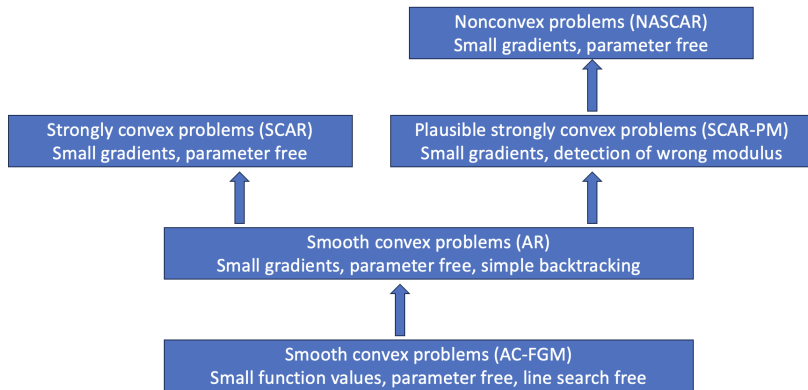 Nonconvex problems (NASCAR)
Small gradients, parameter free
Strongly convex problems (SCAR)
Small gradients, parameter free
Plausible strongly convex problems (SCAR-PM)
Small gradients, detection of wrong modulus
Smooth convex problems (AR)
Small gradients, parameter free, simple backtracking
Smooth convex problems (AC-FGM)
Small function values, parameter free, line search free